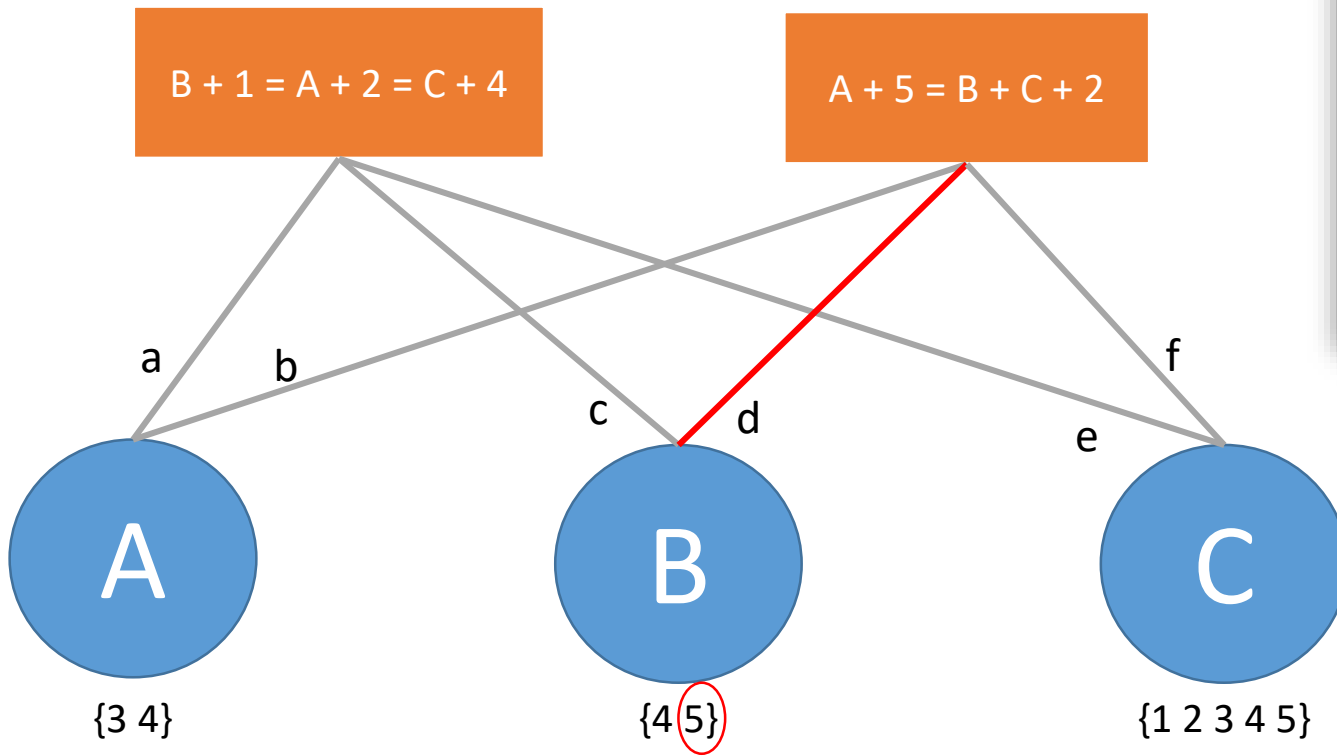 B + 1 = A + 2 = C + 4
A + 5 = B + C + 2
a
b
c
d
e
f
A
B
C
{3 4}
{4 5}
{1 2 3 4 5}